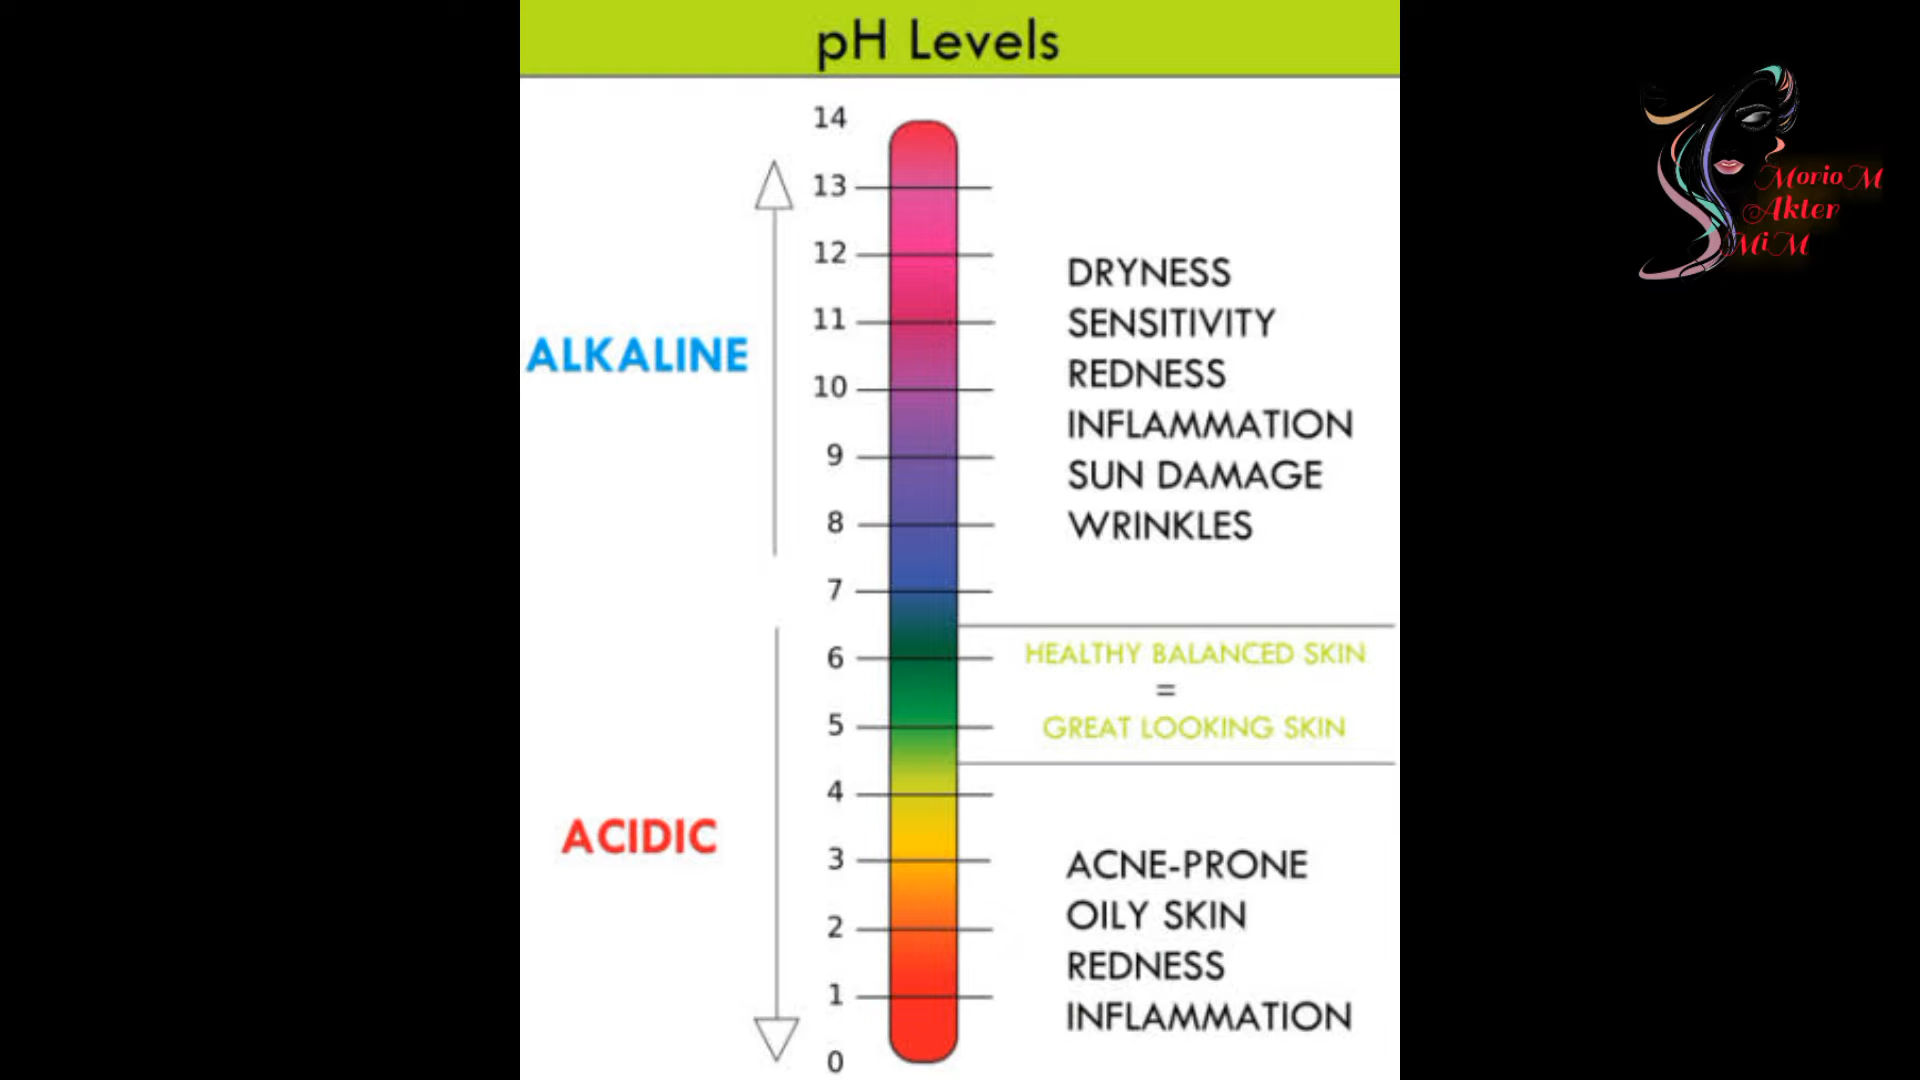 pH Levels
14
13
12
11
10
9
8
7
6
5
4
3
2
1
0
ALKALINE
ACIDIC
DRYNESS
SENSITIVITY
REDNESS
INFLAMMATION
SUN DAMAGE
WRINKLES
HEALTHY BALANCED SKIN
=
GREAT LOOKING SKIN
ACNE-PRONE
OILY SKIN
REDNESS
INFLAMMATION
MorioM
Akter
MiM